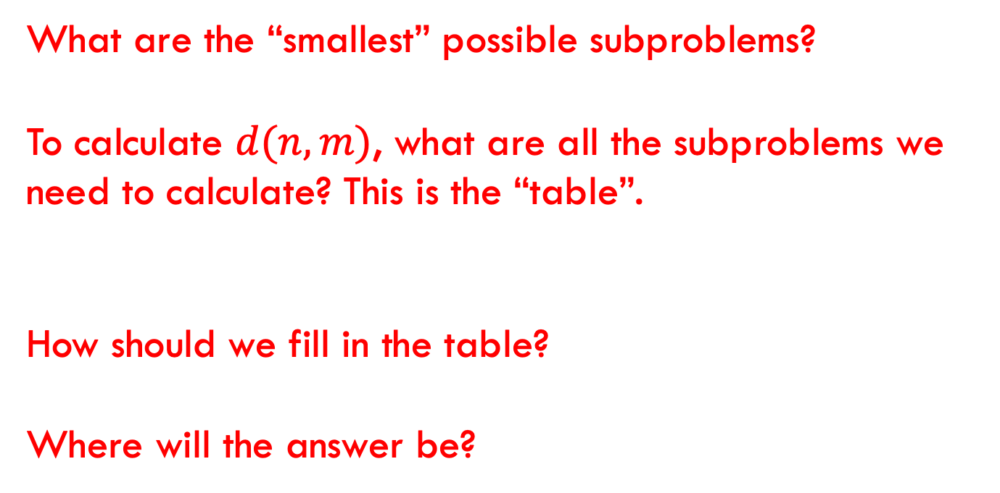 What are the “smallest” possible subproblems?
To calculate 𝑑(𝑛, 𝑚), what are all the subproblems we
need to calculate? This is the “table”.
How should we fill in the table?
Where will the answer be?